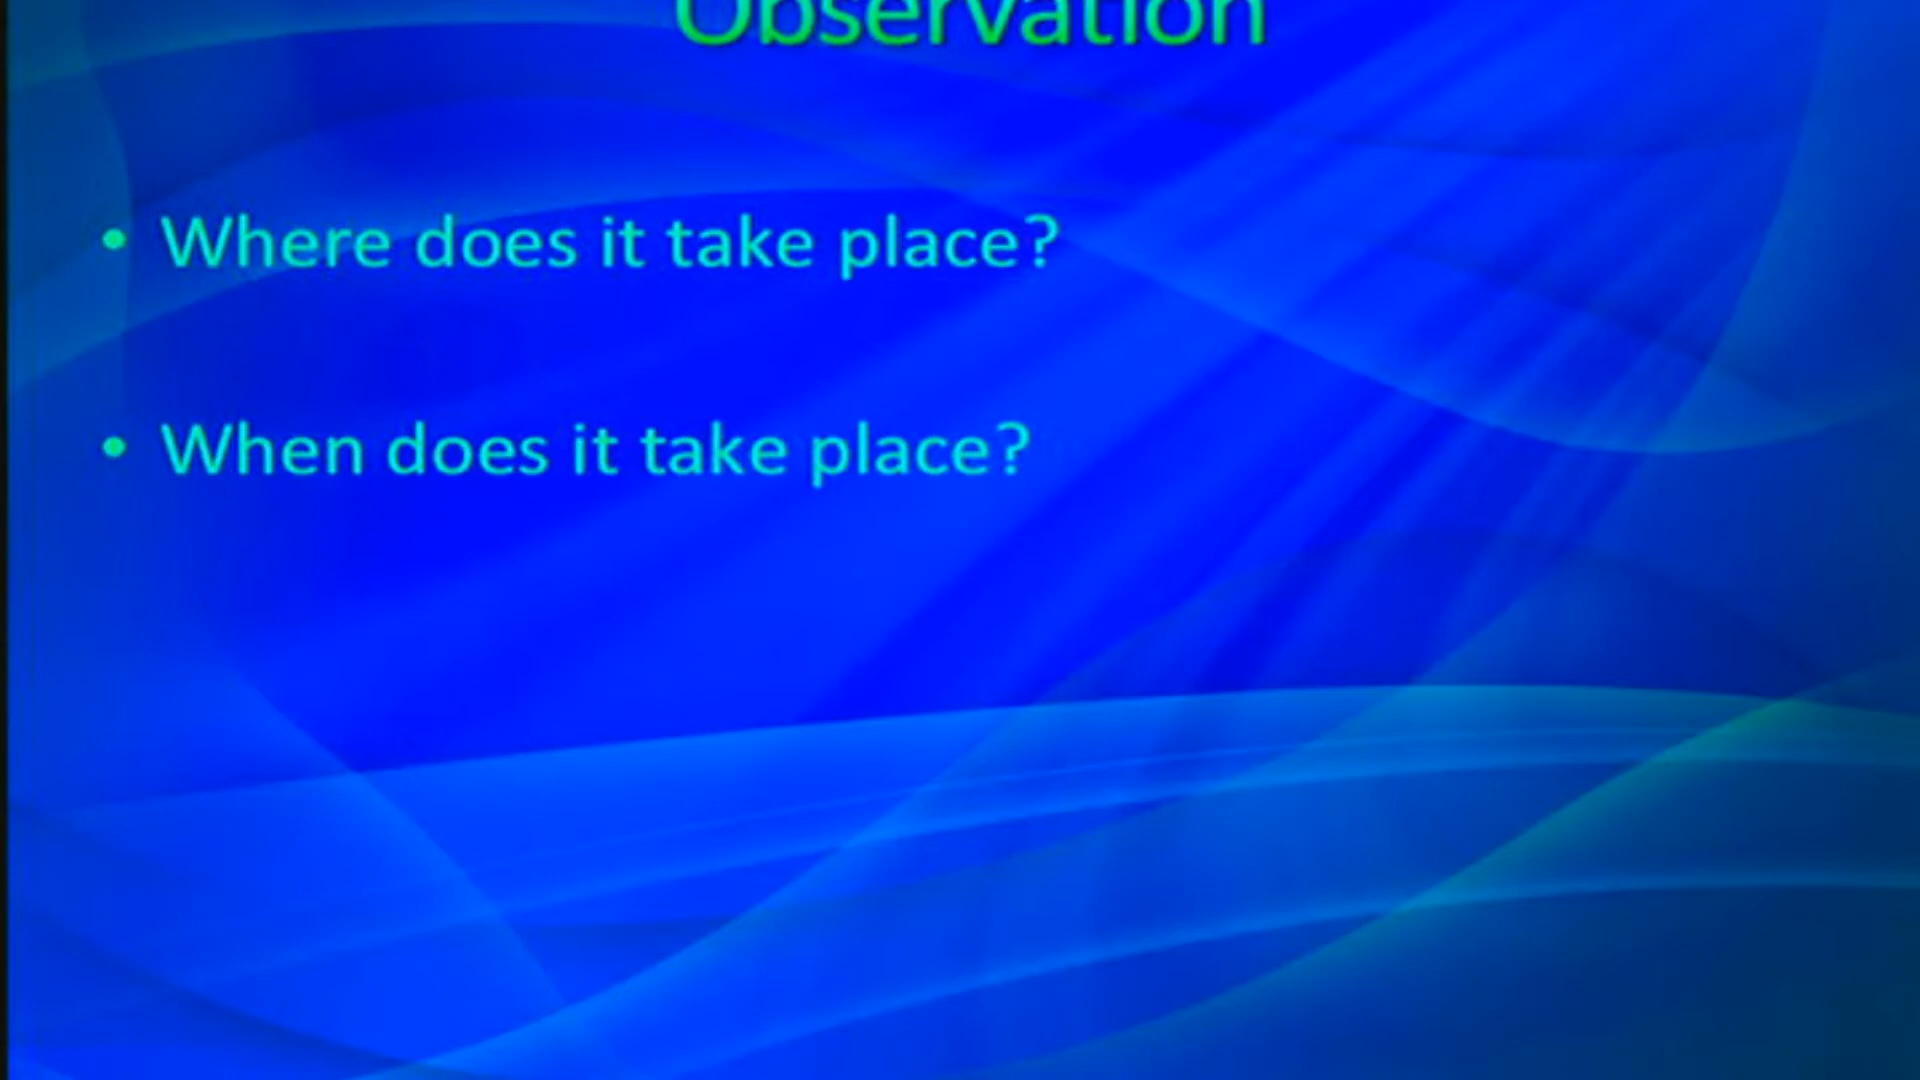 Observation
• Where does it take place?
• When does it take place?